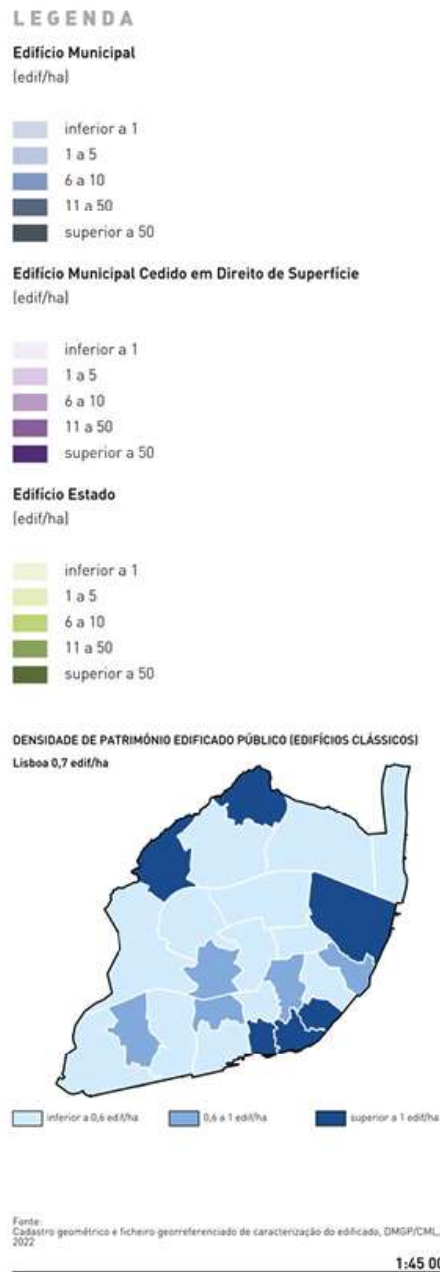 LEGENDA
Edifício Municipal
(edif/ha)
inferior a 1
1 a 5
6 a 10
11 a 50
superior a 50
Edifício Municipal Cedido em Direito de Superfície
(edif/ha)
inferior a 1
1 a 5
6 a 10
11 a 50
superior a 50
Edifício Estado
(edif/ha)
inferior a 1
1 a 5
6 a 10
11 a 50
superior a 50
DENSIDADE DE PATRIMÓNIO EDIFICADO PÚBLICO (EDIFÍCIOS CLÁSSICOS)
Lisboa 0,7 edif/ha
inferior a 0,6 edif/ha 0,6 a 1 edif/ha superior a 1 edif/ha
Fonte:
Cadastro geométrico e ficheiro georreferenciado de caracterização do edificado, DMGP/CML,
2022
1:45 00